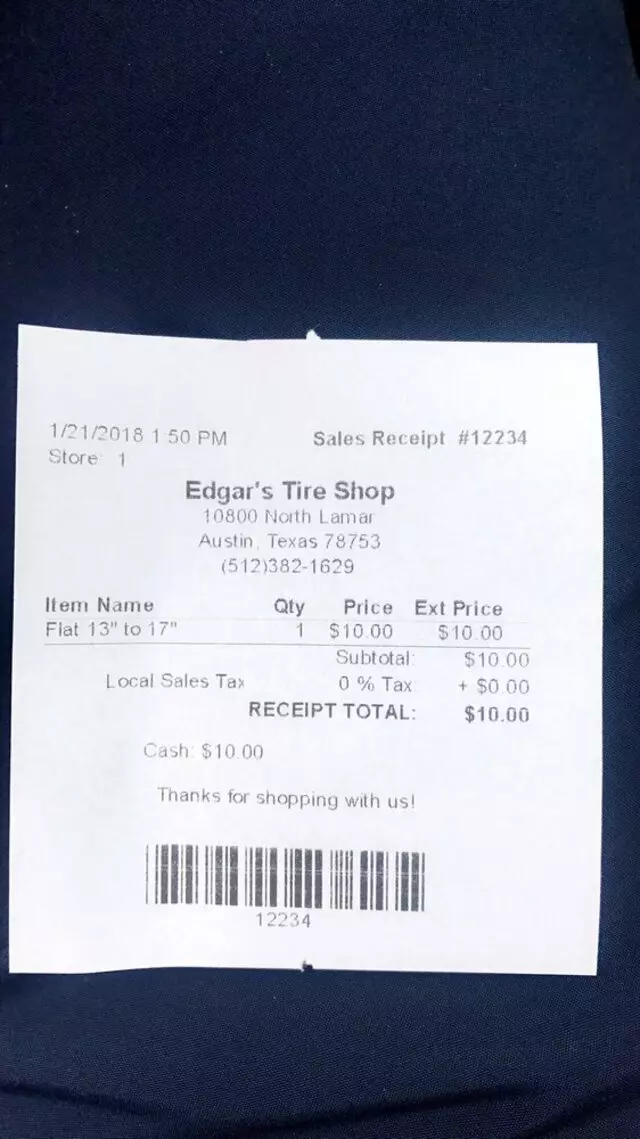 1/21/2018 1:50 PM Sales Receipt #12234
Store: 1
Edgar's Tire Shop
10800 North Lamar
Austin, Texas 78753
(512)382-1629
Item Name Qty Price Ext Price
Flat 13" to 17" 1 $10.00 $10.00
Subtotal: $10.00
Local Sales Tax 0 % Tax: + $0.00
RECEIPT TOTAL: $10.00
Cash: $10.00
Thanks for shopping with us!
12234